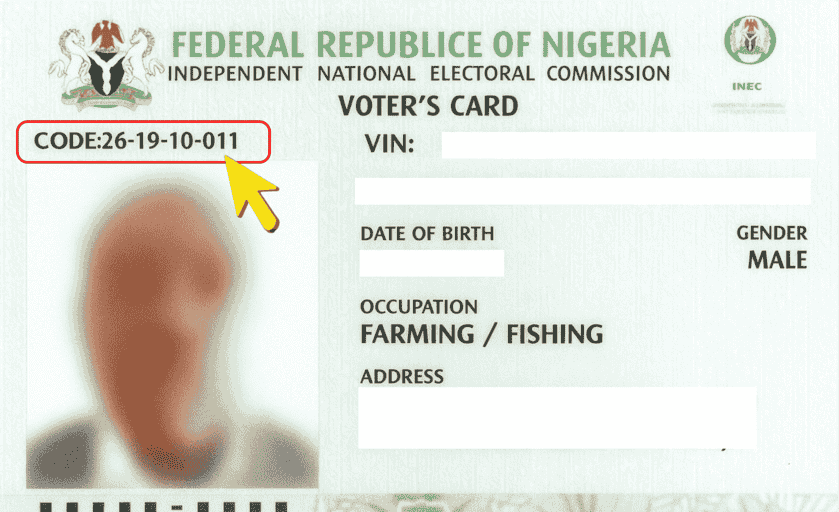 FEDERAL REPUBLICE OF NIGERIA
INDEPENDENT NATIONAL ELECTORAL COMMISSION
INEC
VOTER'S CARD
CODE:26-19-10-011
VIN:
DATE OF BIRTH
GENDER
MALE
OCCUPATION
FARMING / FISHING
ADDRESS